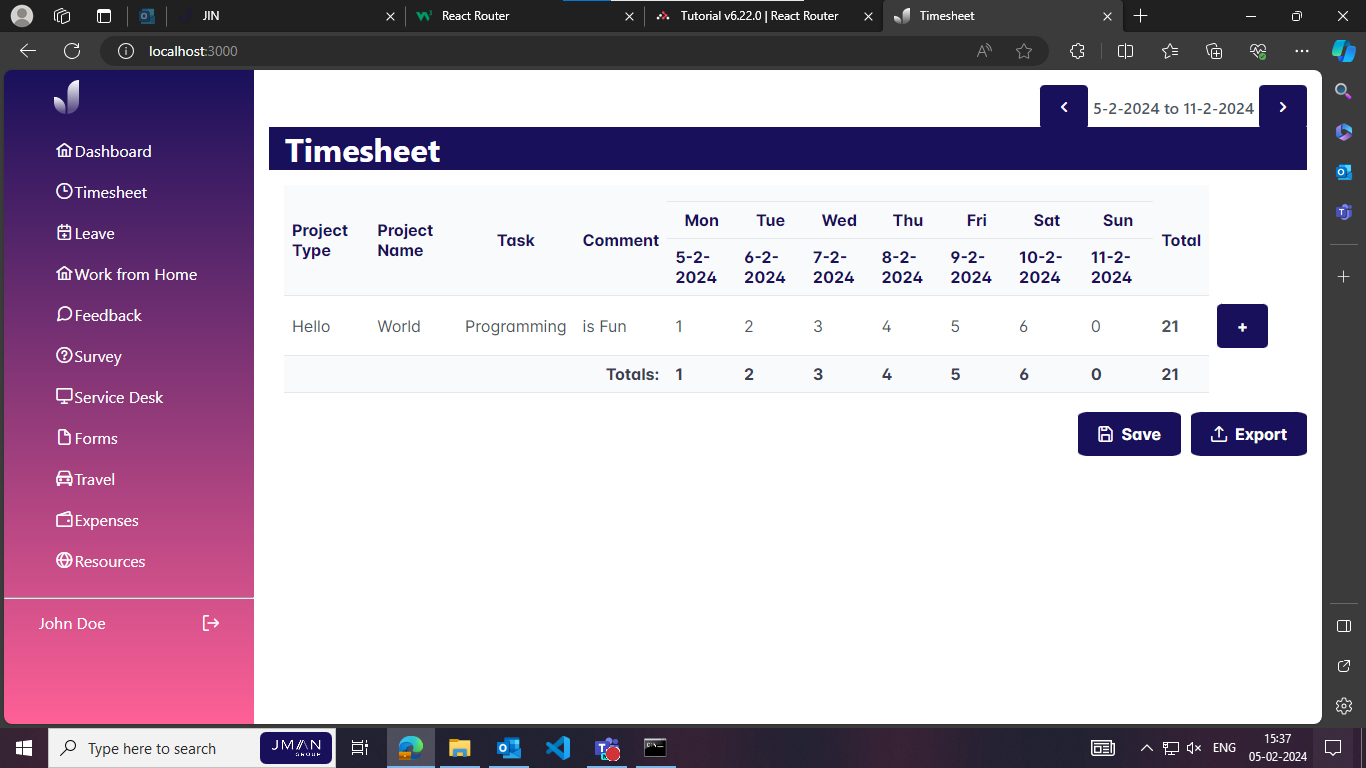 JIN
React Router
Tutorial v6.22.0 | React Router
Timesheet
localhost:3000
5-2-2024 to 11-2-2024
Timesheet
Dashboard
Timesheet
Leave
Work from Home
Feedback
Survey
Service Desk
Forms
Travel
Expenses
Resources
John Doe
Project Type
Project Name
Task
Comment
Mon Tue Wed Thu Fri Sat Sun
Total
5-2-2024 6-2-2024 7-2-2024 8-2-2024 9-2-2024 10-2-2024 11-2-2024
Hello World Programming is Fun 1 2 3 4 5 6 0 21 +
Totals: 1 2 3 4 5 6 0 21
Save
Export
Type here to search
JMAN GROUP
ENG
15:37
05-02-2024